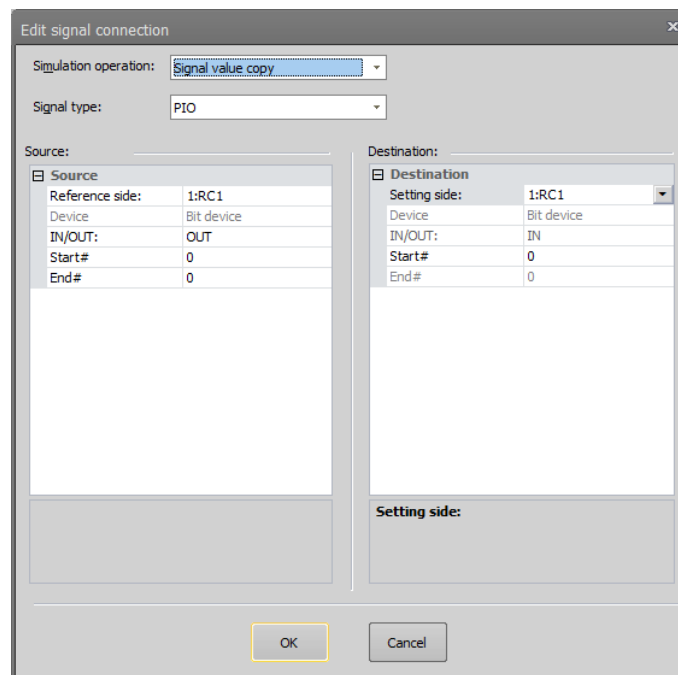 Edit signal connection x
Simulation operation: Signal value copy
Signal type: PIO
Source:
Source
Reference side: 1:RC1
Device Bit device
IN/OUT: OUT
Start# 0
End# 0
Destination:
Destination
Setting side: 1:RC1
Device Bit device
IN/OUT: IN
Start# 0
End# 0
Setting side:
OK Cancel